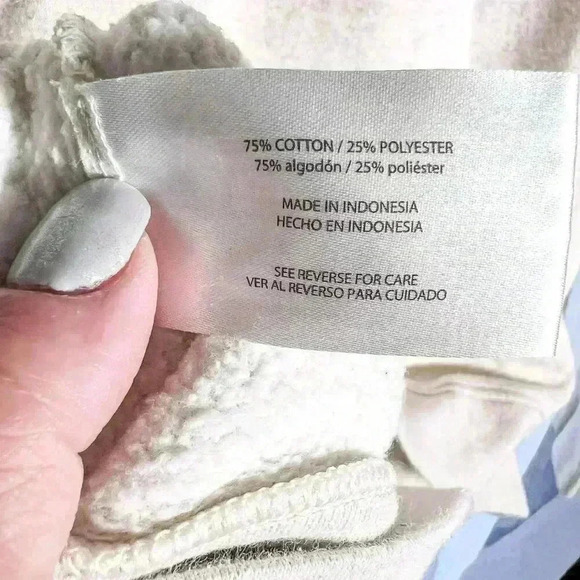 75% COTTON / 25% POLYESTER
75% algodón / 25% poliéster
MADE IN INDONESIA
HECHO EN INDONESIA
SEE REVERSE FOR CARE
VER AL REVERSO PARA CUIDADO